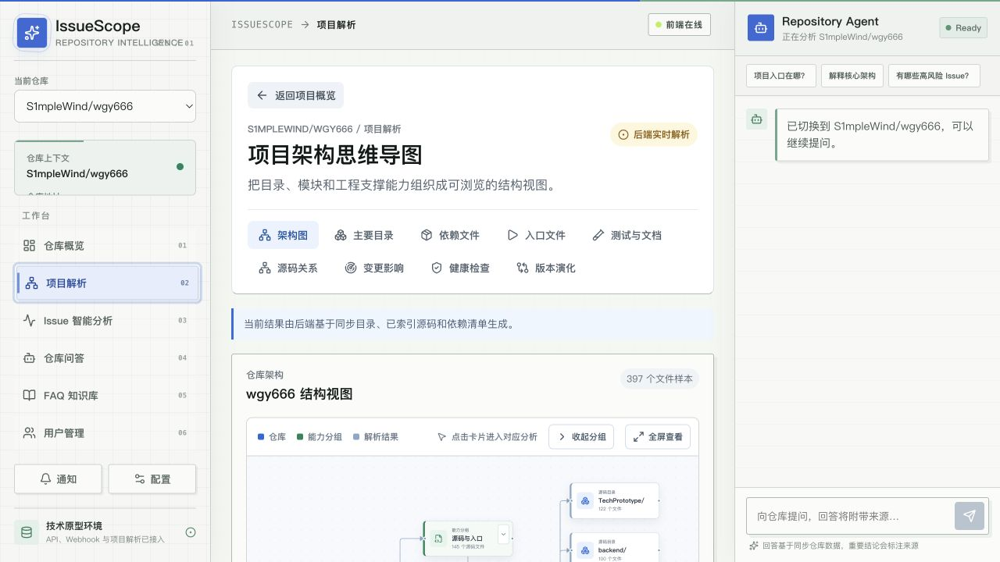 IssueScope
REPOSITORY INTELLIGENCE
当前仓库
S1mpleWind/wgy666
仓库上下文
S1mpleWind/wgy666
工作台
仓库概览 01
项目解析 02
Issue 智能分析 03
仓库问答 04
FAQ 知识库 05
用户管理 06
通知
配置
技术原型环境
API、Webhook 与项目解析已接入
ISSUESCOPE → 项目解析
前端在线
返回项目概览
S1MPLEWIND/WGY666 / 项目解析
项目架构思维导图
后端实时解析
把目录、模块和工程支撑能力组织成可浏览的结构视图。
架构图 主要目录 依赖文件 入口文件 测试与文档
源码关系 变更影响 健康检查 版本演化
当前结果由后端基于同步目录、已索引源码和依赖清单生成。
仓库架构
wgy666 结构视图
397 个文件样本
仓库 能力分组 解析结果 点击卡片进入对应分析 收起分组 全屏查看
源码目录
TechPrototype/
122 个文件
能力分组
源码与入口
145 个源码文件
源码目录
backend/
100 个文件
Repository Agent
正在分析 S1mpleWind/wgy666
Ready
项目入口在哪? 解释核心架构 有哪些高风险 Issue?
已切换到 S1mpleWind/wgy666，可以
继续提问。
向仓库提问，回答将附带来源...
回答基于同步仓库数据，重要结论会标注来源